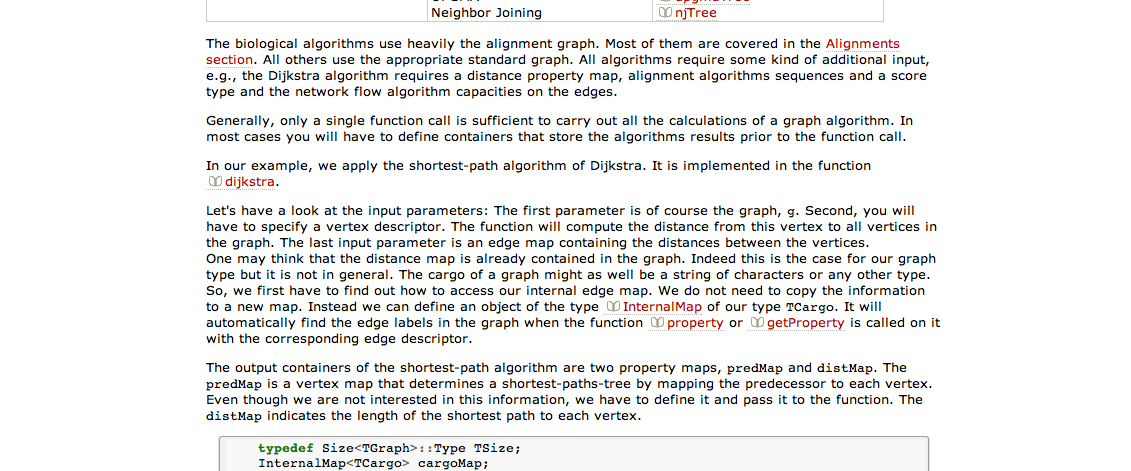 Neighbor Joining njTree
The biological algorithms use heavily the alignment graph. Most of them are covered in the Alignments
section. All others use the appropriate standard graph. All algorithms require some kind of additional input,
e.g., the Dijkstra algorithm requires a distance property map, alignment algorithms sequences and a score
type and the network flow algorithm capacities on the edges.
Generally, only a single function call is sufficient to carry out all the calculations of a graph algorithm. In
most cases you will have to define containers that store the algorithms results prior to the function call.
In our example, we apply the shortest-path algorithm of Dijkstra. It is implemented in the function
dijkstra.
Let's have a look at the input parameters: The first parameter is of course the graph, g. Second, you will
have to specify a vertex descriptor. The function will compute the distance from this vertex to all vertices in
the graph. The last input parameter is an edge map containing the distances between the vertices.
One may think that the distance map is already contained in the graph. Indeed this is the case for our graph
type but it is not in general. The cargo of a graph might as well be a string of characters or any other type.
So, we first have to find out how to access our internal edge map. We do not need to copy the information
to a new map. Instead we can define an object of the type InternalMap of our type TCargo. It will
automatically find the edge labels in the graph when the function property or getProperty is called on it
with the corresponding edge descriptor.
The output containers of the shortest-path algorithm are two property maps, predMap and distMap. The
predMap is a vertex map that determines a shortest-paths-tree by mapping the predecessor to each vertex.
Even though we are not interested in this information, we have to define it and pass it to the function. The
distMap indicates the length of the shortest path to each vertex.
typedef Size<TGraph>::Type TSize;
InternalMap<TCargo> cargoMap;